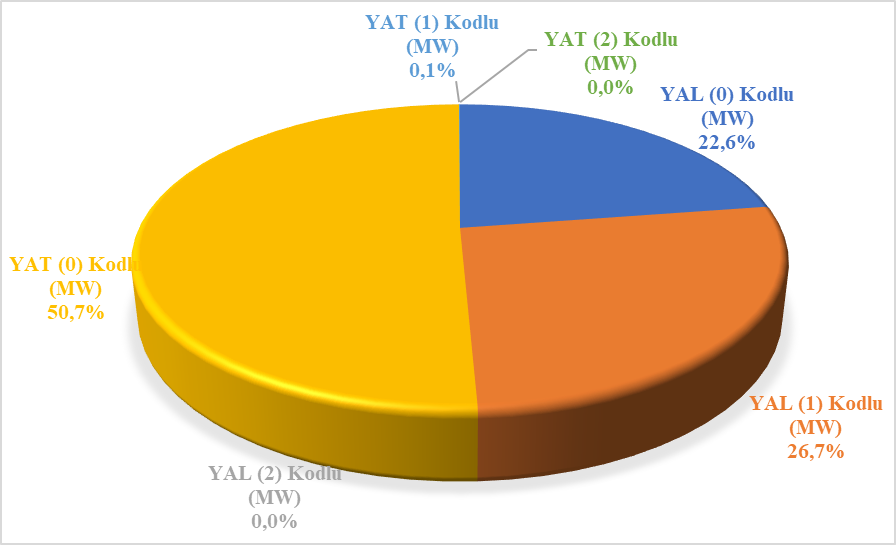 YAT (1) Kodlu
(MW)
0,1%
YAT (2) Kodlu
(MW)
0,0%
YAL (0) Kodlu
(MW)
22,6%
YAT (0) Kodlu
(MW)
50,7%
YAL (1) Kodlu
(MW)
26,7%
YAL (2) Kodlu
(MW)
0,0%